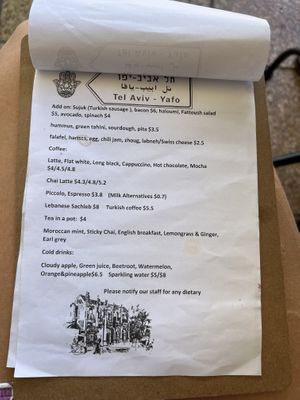 תל אביב-יפו
تل أبيب - يافا
Tel Aviv - Yafo
Add on: Sujuk (Turkish sausage ), bacon $6, haloumi, Fattoush salad
$5, avocado, spinach $4
hummus, green tahini, sourdough, pita $3.5
falafel, harissa, egg, chili jam, zhoug, labneh/Swiss cheese $2.5
Coffee:
Latte, Flat white, Long black, Cappuccino, Hot chocolate, Mocha
$4/4.5/4.8
Chai Latte $4.3/4.8/5.2
Piccolo, Espresso $3.8 (Milk Alternatives $0.7)
Lebanese Sachleb $8 Turkish coffee $5.5
Tea in a pot: $4
Moroccan mint, Sticky Chai, English breakfast, Lemongrass & Ginger,
Earl grey
Cold drinks:
Cloudy apple, Green juice, Beetroot, Watermelon,
Orange&pineapple$6.5 Sparkling water $5/$8
Please notify our staff for any dietary